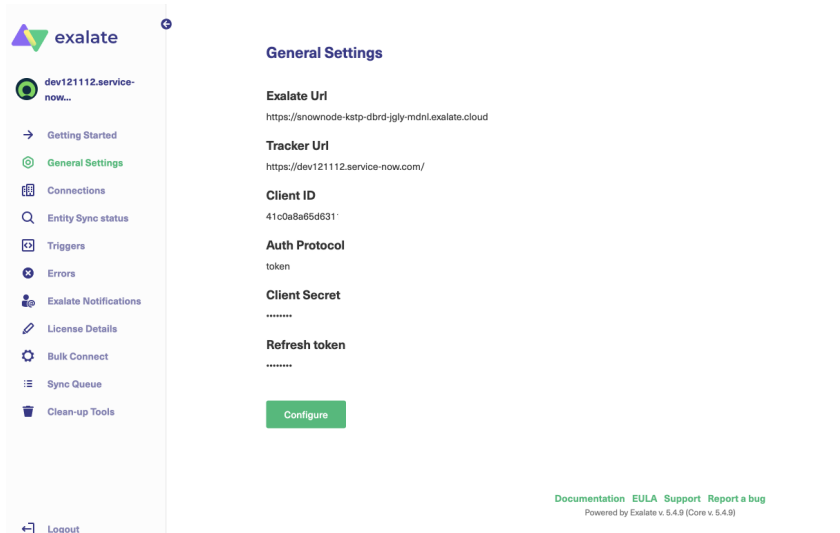 exalate
dev121112.service-
now...
Getting Started
General Settings
Connections
Entity Sync status
Triggers
Errors
Exalate Notifications
License Details
Bulk Connect
Sync Queue
Clean-up Tools
Logout
General Settings
Exalate Url
https://snownode-kstp-dbrd-jgly-mdnl.exalate.cloud
Tracker Url
https://dev121112.service-now.com/
Client ID
41c0a8a65d631
Auth Protocol
token
Client Secret
••••••••
Refresh token
••••••••
Configure
Documentation EULA Support Report a bug
Powered by Exalate v. 5.4.9 (Core v. 5.4.9)